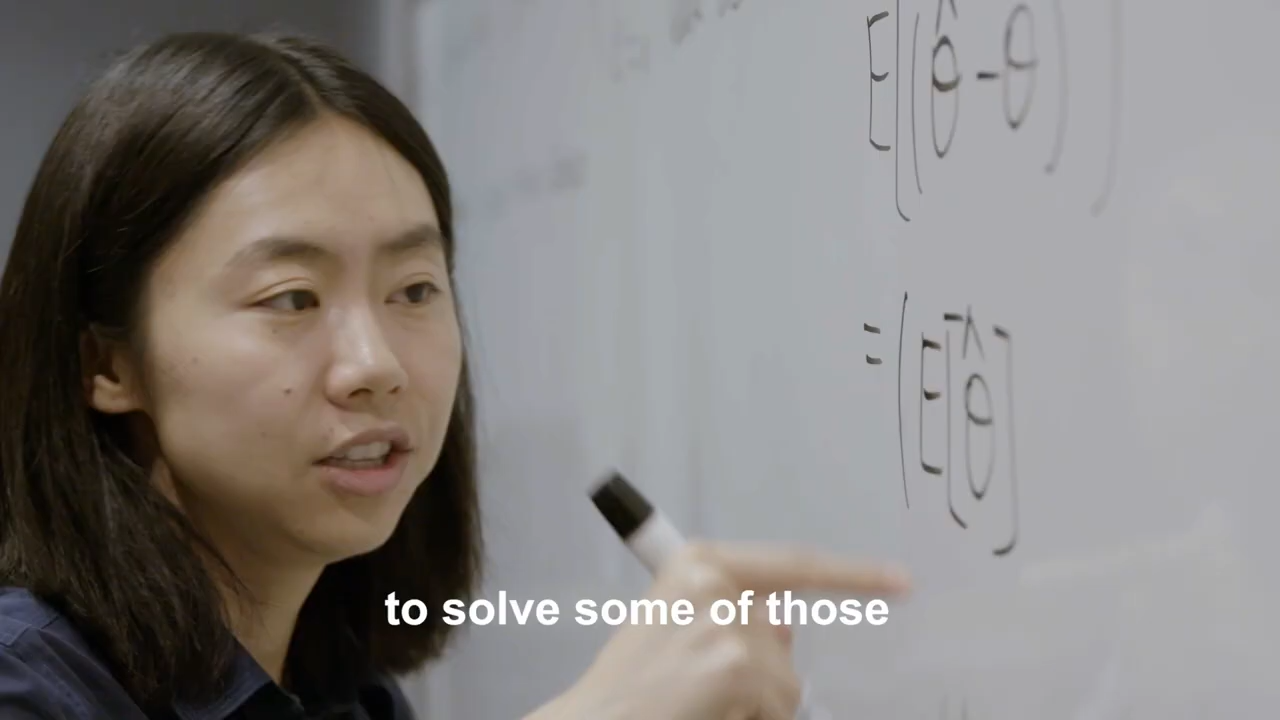 E[(θ̂-θ)]
=(E[θ̂]
to solve some of those